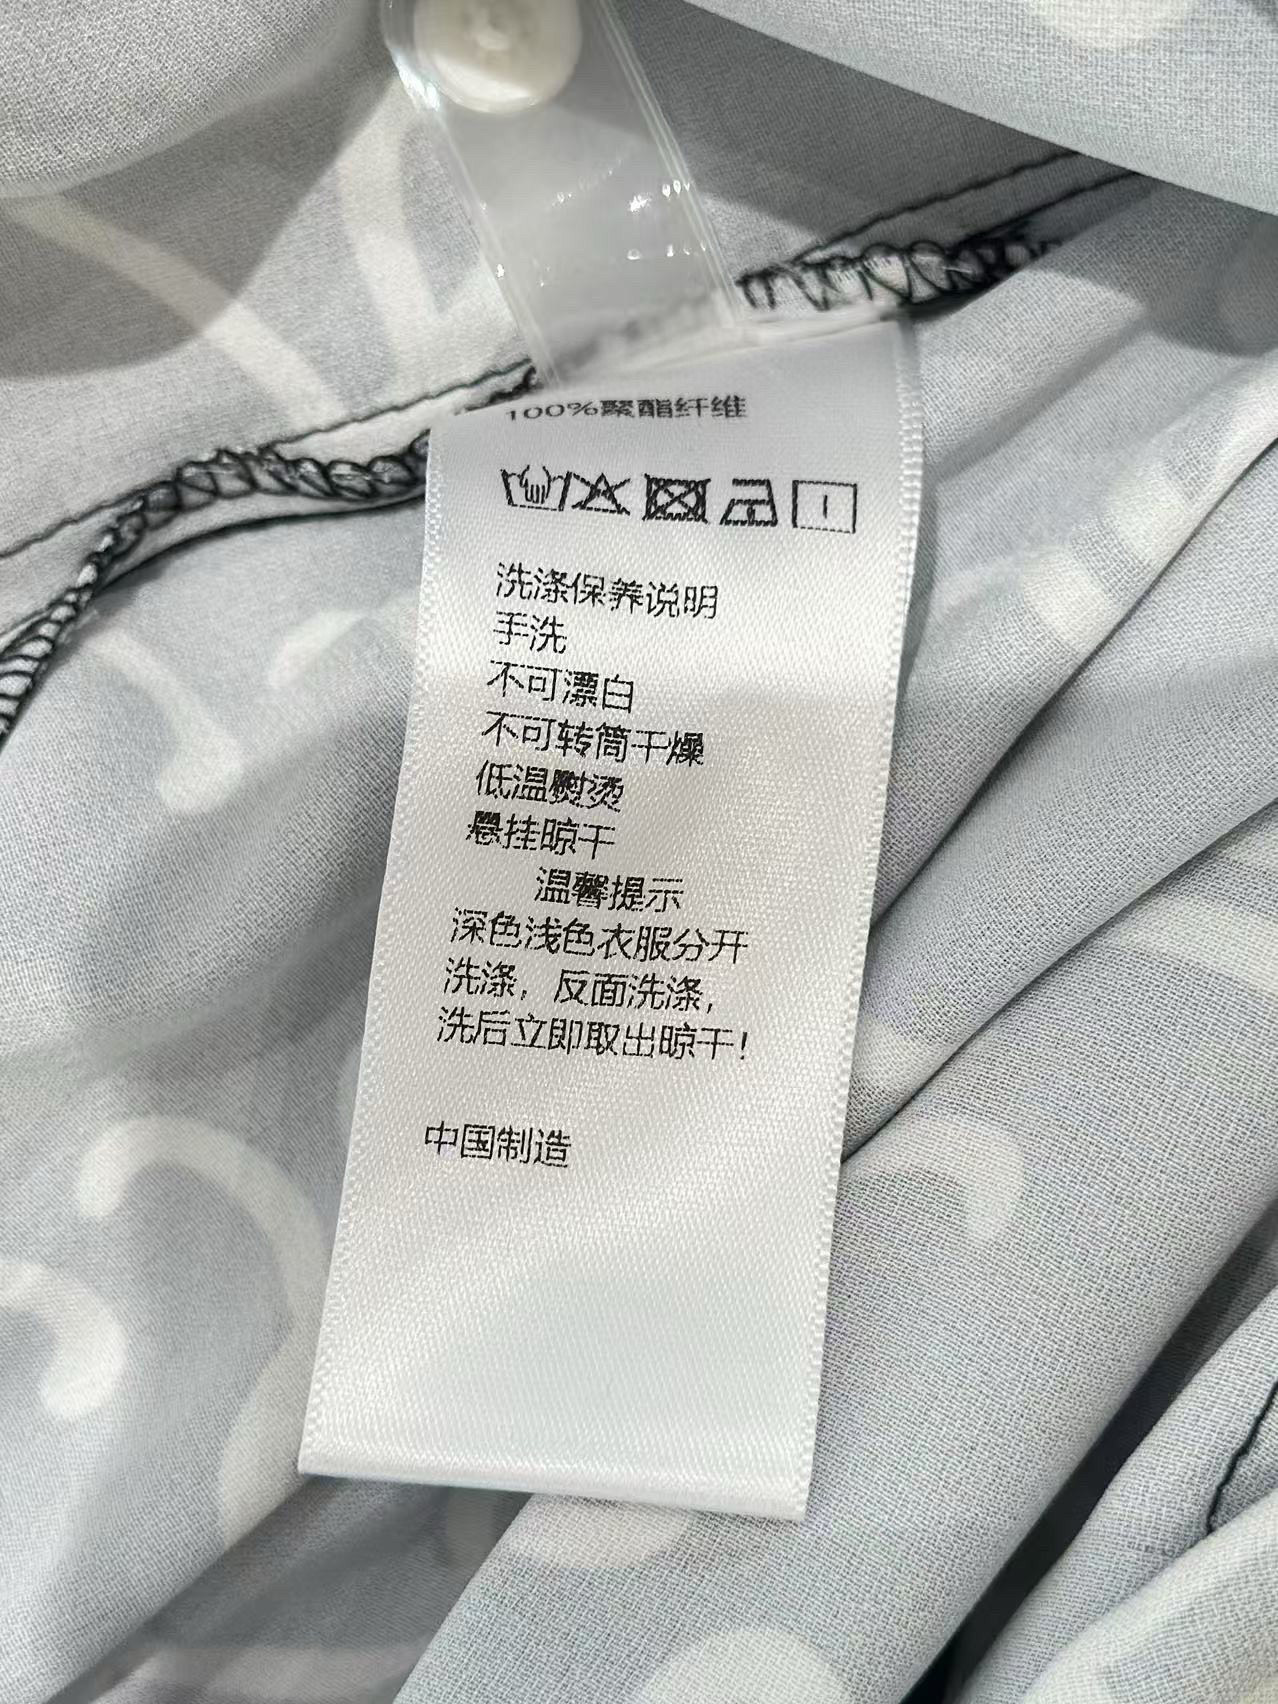 100%聚酯纤维
洗涤保养说明
手洗
不可漂白
不可转筒干燥
低温熨烫
悬挂晾干
温馨提示
深色浅色衣服分开
洗涤，反面洗涤，
洗后立即取出晾干！
中国制造